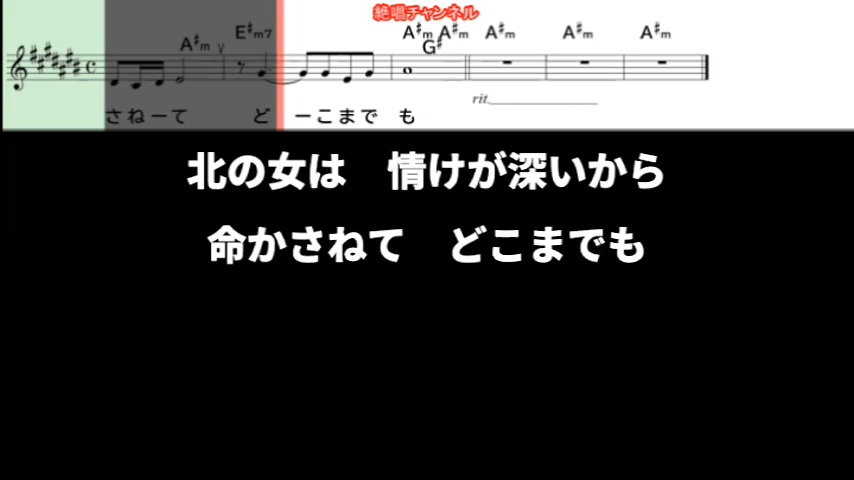 絶唱チャンネル
A♯m E♯m7 A♯m A♯m A♯m A♯m A♯m
G♯
rit.
さねーて どーこまで も
北の女は 情けが深いから
命かさねて どこまでも